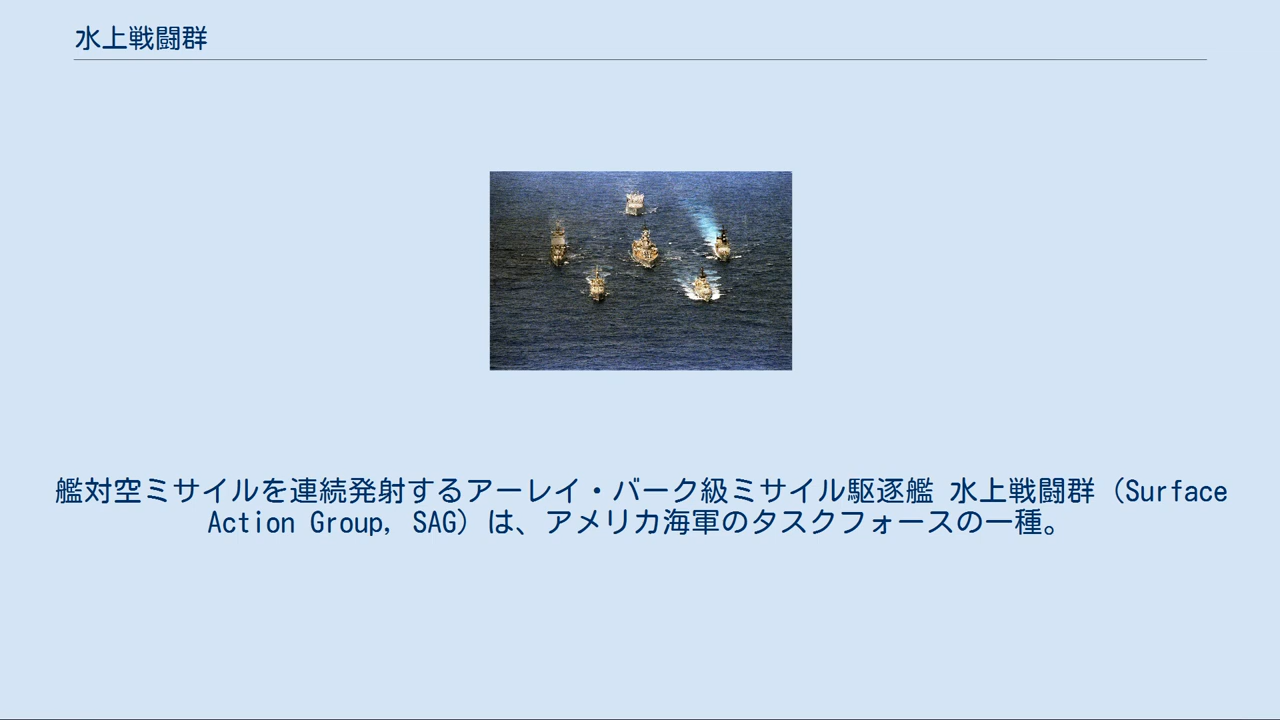 水上戦闘群
艦対空ミサイルを連続発射するアーレイ・バーク級ミサイル駆逐艦 水上戦闘群（Surface
Action Group, SAG）は、アメリカ海軍のタスクフォースの一種。